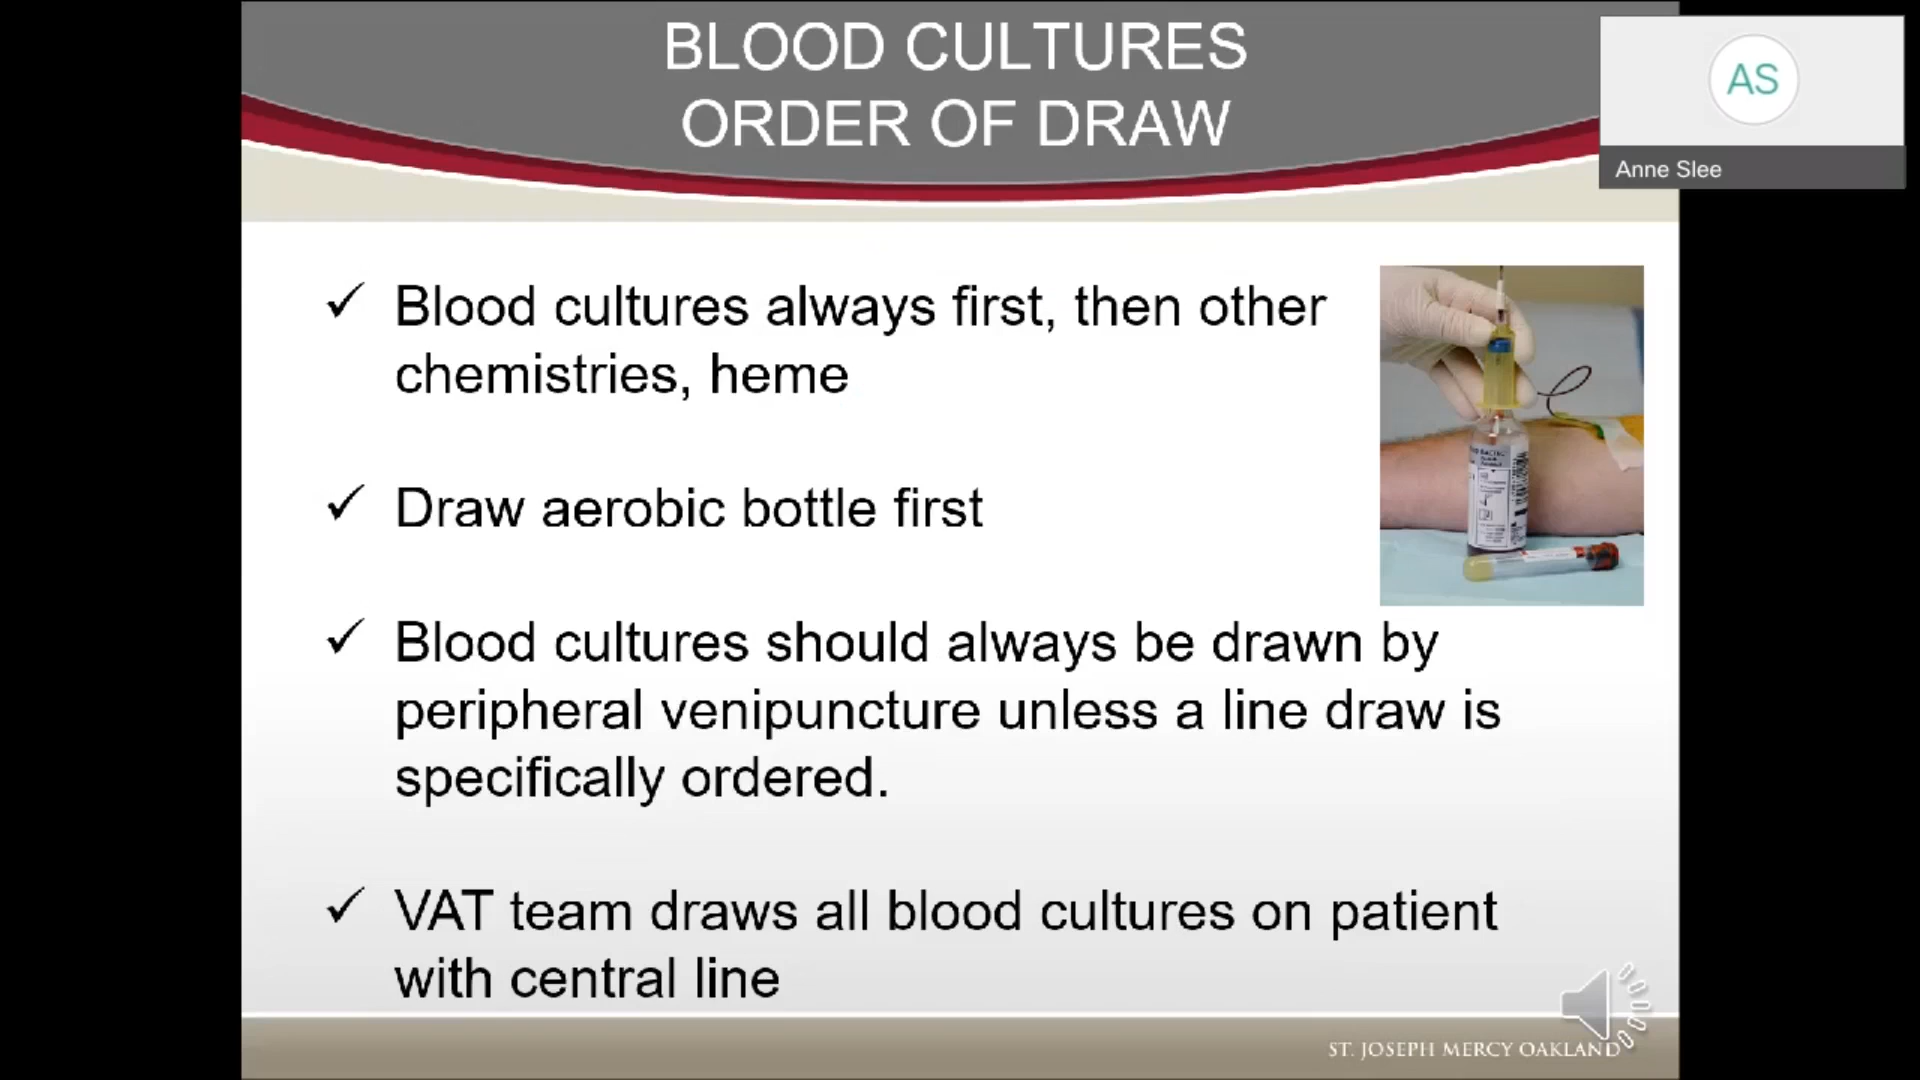 BLOOD CULTURES
ORDER OF DRAW
AS
Anne Slee
✓ Blood cultures always first, then other
chemistries, heme
✓ Draw aerobic bottle first
✓ Blood cultures should always be drawn by
peripheral venipuncture unless a line draw is
specifically ordered.
✓ VAT team draws all blood cultures on patient
with central line
ST. JOSEPH MERCY OAKLAND